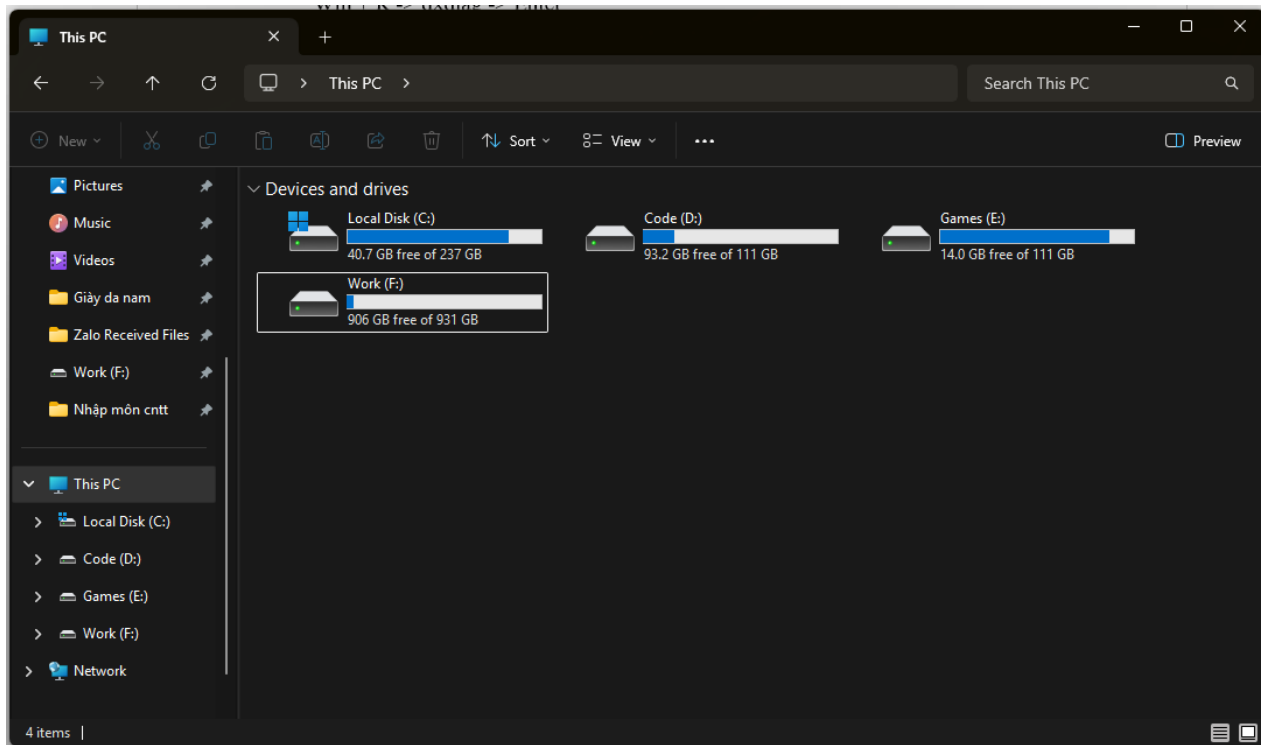 Win + R -> dxdiag -> Enter
This PC
This PC
Search This PC
New
Sort
View
Preview
Pictures
Music
Videos
Giày da nam
Zalo Received Files
Work (F:)
Nhập môn cntt
This PC
Local Disk (C:)
Code (D:)
Games (E:)
Work (F:)
Network
Devices and drives
Local Disk (C:)
40.7 GB free of 237 GB
Code (D:)
93.2 GB free of 111 GB
Games (E:)
14.0 GB free of 111 GB
Work (F:)
906 GB free of 931 GB
4 items